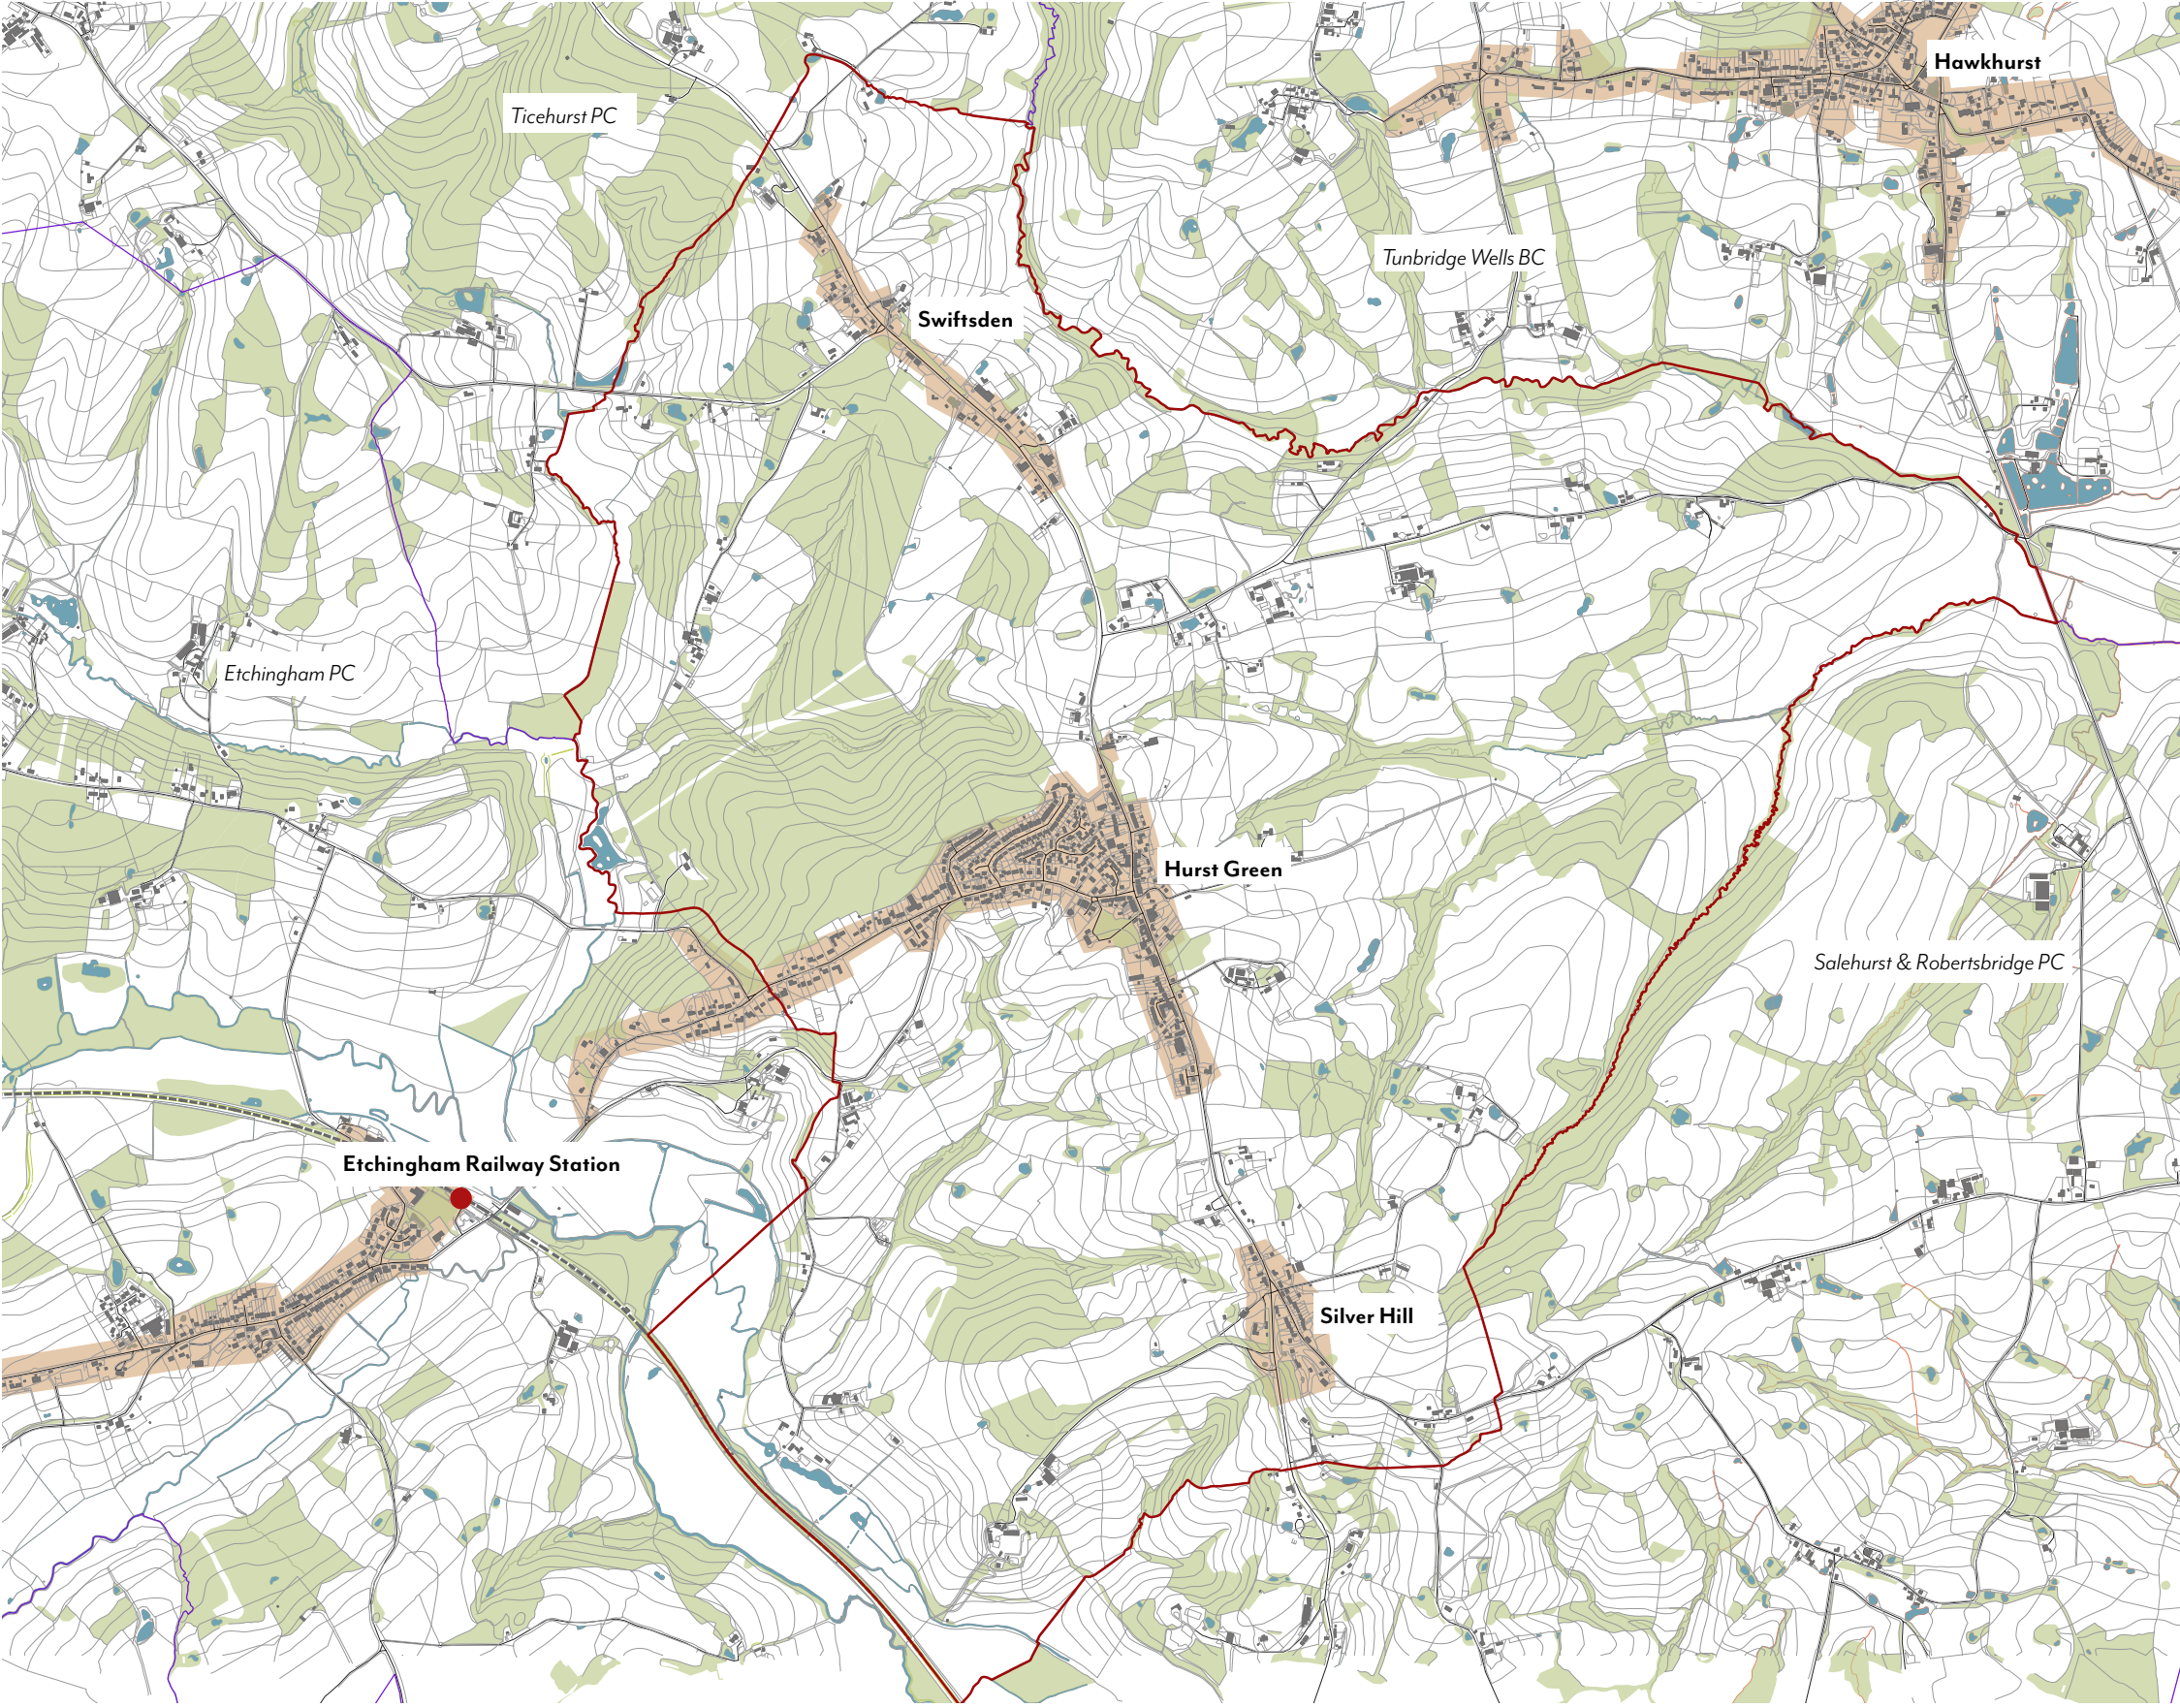 Hawkhurst
Ticehurst PC
Tunbridge Wells BC
Swiftsden
Etchingham PC
Hurst Green
Salehurst & Robertsbridge PC
Etchingham Railway Station
Silver Hill